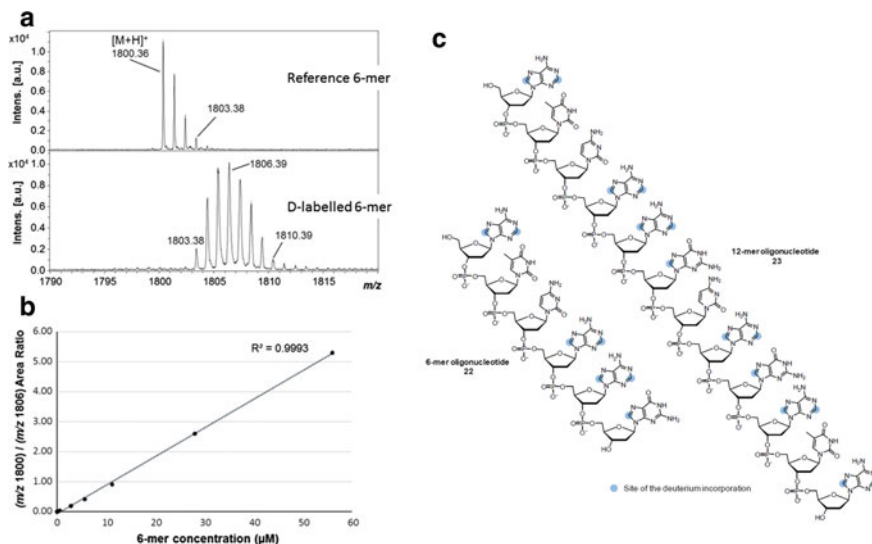 a
x10⁴
Intens. [a.u.]
1.0
0.8
0.6
0.4
0.2
0.0
[M+H]⁺
1800.36
1803.38
Reference 6-mer
x10⁴
Intens. [a.u.]
1.0
0.8
0.6
0.4
0.2
0.0
1803.38
1806.39
1810.39
D-labelled 6-mer
1790
1800
1805
1810
1815
m/z
b
(m/z 1800) / (m/z 1806) Area Ratio
6.00
5.00
4.00
3.00
2.00
1.00
0.00
R² = 0.9993
0
10
20
30
40
50
60
6-mer concentration (µM)
c
12-mer oligonucleotide
23
6-mer oligonucleotide
22
Site of the deuterium incorporation